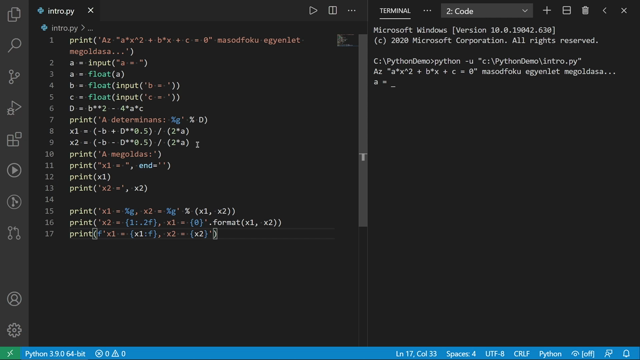 intro.py
intro.py > ...
1 print('Az "a*x^2 + b*x + c = 0" masodfoku egyenlet
megoldasa...')
2 a = input("a = ")
3 a = float(a)
4 b = float(input('b = '))
5 c = float(input('c = '))
6 D = b**2 - 4*a*c
7 print('A determinans: %g' % D)
8 x1 = (-b + D**0.5) / (2*a)
9 x2 = (-b - D**0.5) / (2*a)
10 print('A megoldas:')
11 print("x1 = ", end='')
12 print(x1)
13 print('x2 =', x2)
14
15 print('x1 = %g, x2 = %g' % (x1, x2))
16 print('x2 = {1:.2f}, x1 = {0}'.format(x1, x2))
17 print(f'x1 = {x1:f}, x2 = {x2}')
TERMINAL ... 2: Code
Microsoft Windows [Version 10.0.19042.630]
(c) 2020 Microsoft Corporation. All rights reserved.
C:\PythonDemo>python -u "c:\PythonDemo\intro.py"
Az "a*x^2 + b*x + c = 0" masodfoku egyenlet megoldasa...
a = _
Python 3.9.0 64-bit 0 0 Ln 17, Col 33 Spaces: 4 UTF-8 CRLF Python [off]